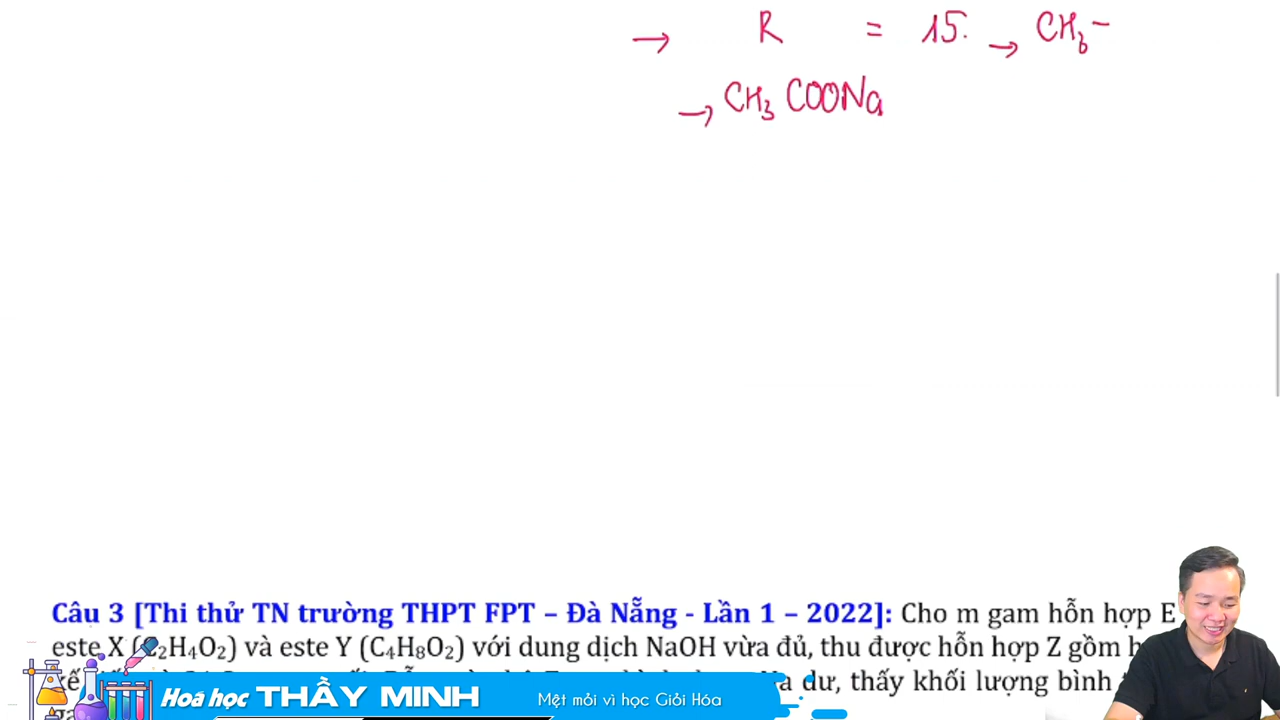 → R = 15. → CH3 –
→ CH3COONa
Câu 3 [Thi thử TN trường THPT FPT – Đà Nẵng - Lần 1 – 2022]: Cho m gam hỗn hợp E
este X (C₂H₄O₂) và este Y (C₄H₈O₂) với dung dịch NaOH vừa đủ, thu được hỗn hợp Z gồm
dư, thấy khối lượng bình
Hoá học THẦY MINH
Mệt mỏi vì học Giỏi Hóa